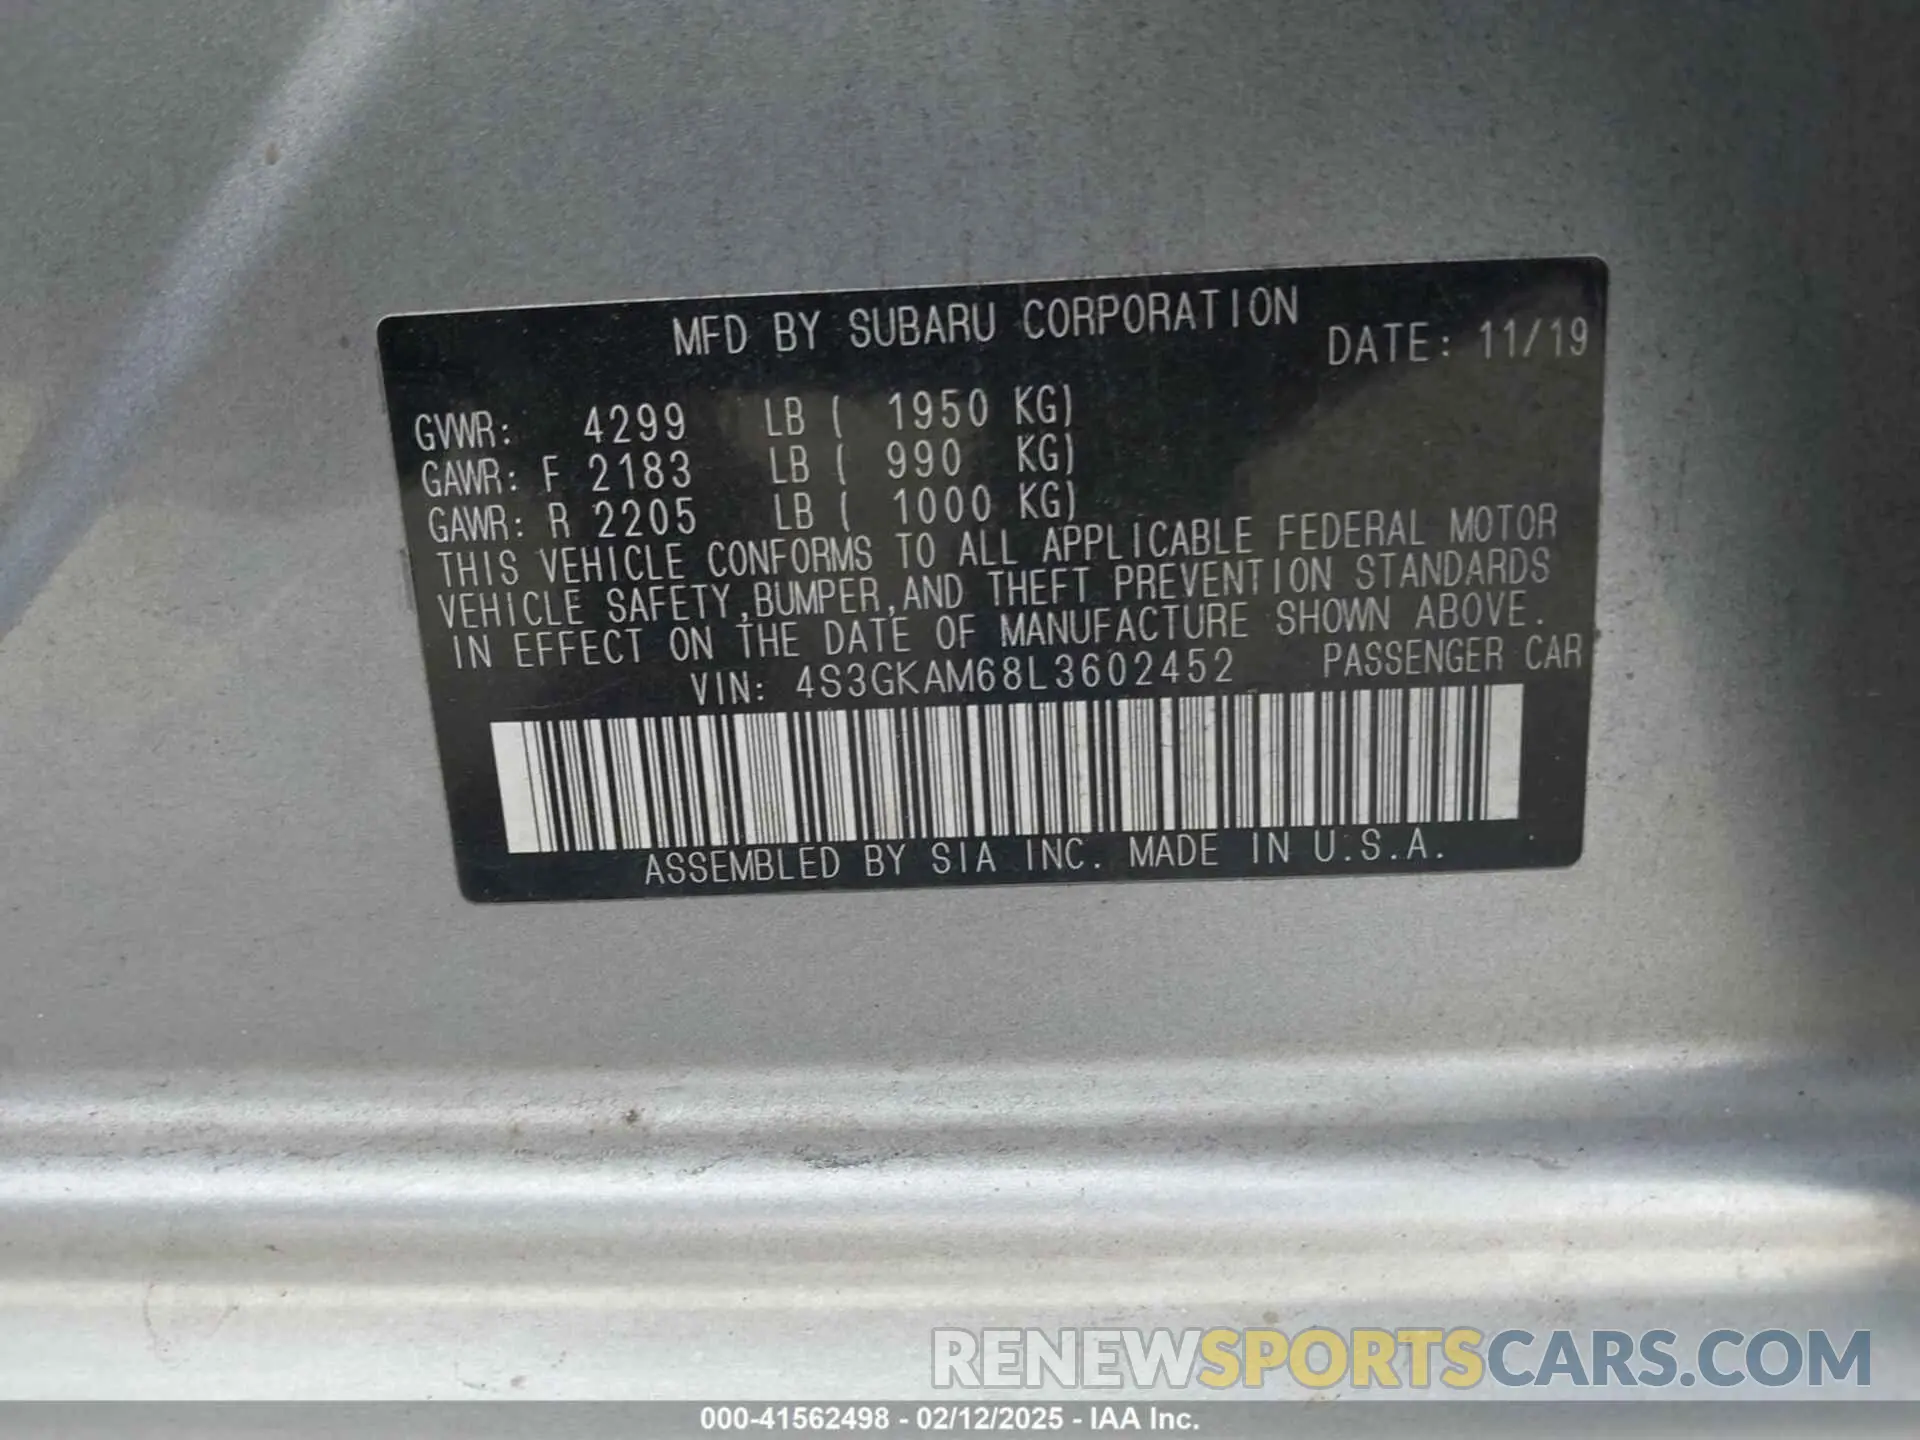 MFD BY SUBARU CORPORATION DATE: 11/19
GVWR: 4299 LB ( 1950 KG)
GAWR: F 2183 LB ( 990 KG)
GAWR: R 2205 LB ( 1000 KG)
THIS VEHICLE CONFORMS TO ALL APPLICABLE FEDERAL MOTOR
VEHICLE SAFETY,BUMPER,AND THEFT PREVENTION STANDARDS
IN EFFECT ON THE DATE OF MANUFACTURE SHOWN ABOVE.
VIN: 4S3GKAM68L3602452 PASSENGER CAR
ASSEMBLED BY SIA INC. MADE IN U.S.A.
RENEWSPORTSCARS.COM
000-41562498 - 02/12/2025 - IAA Inc.